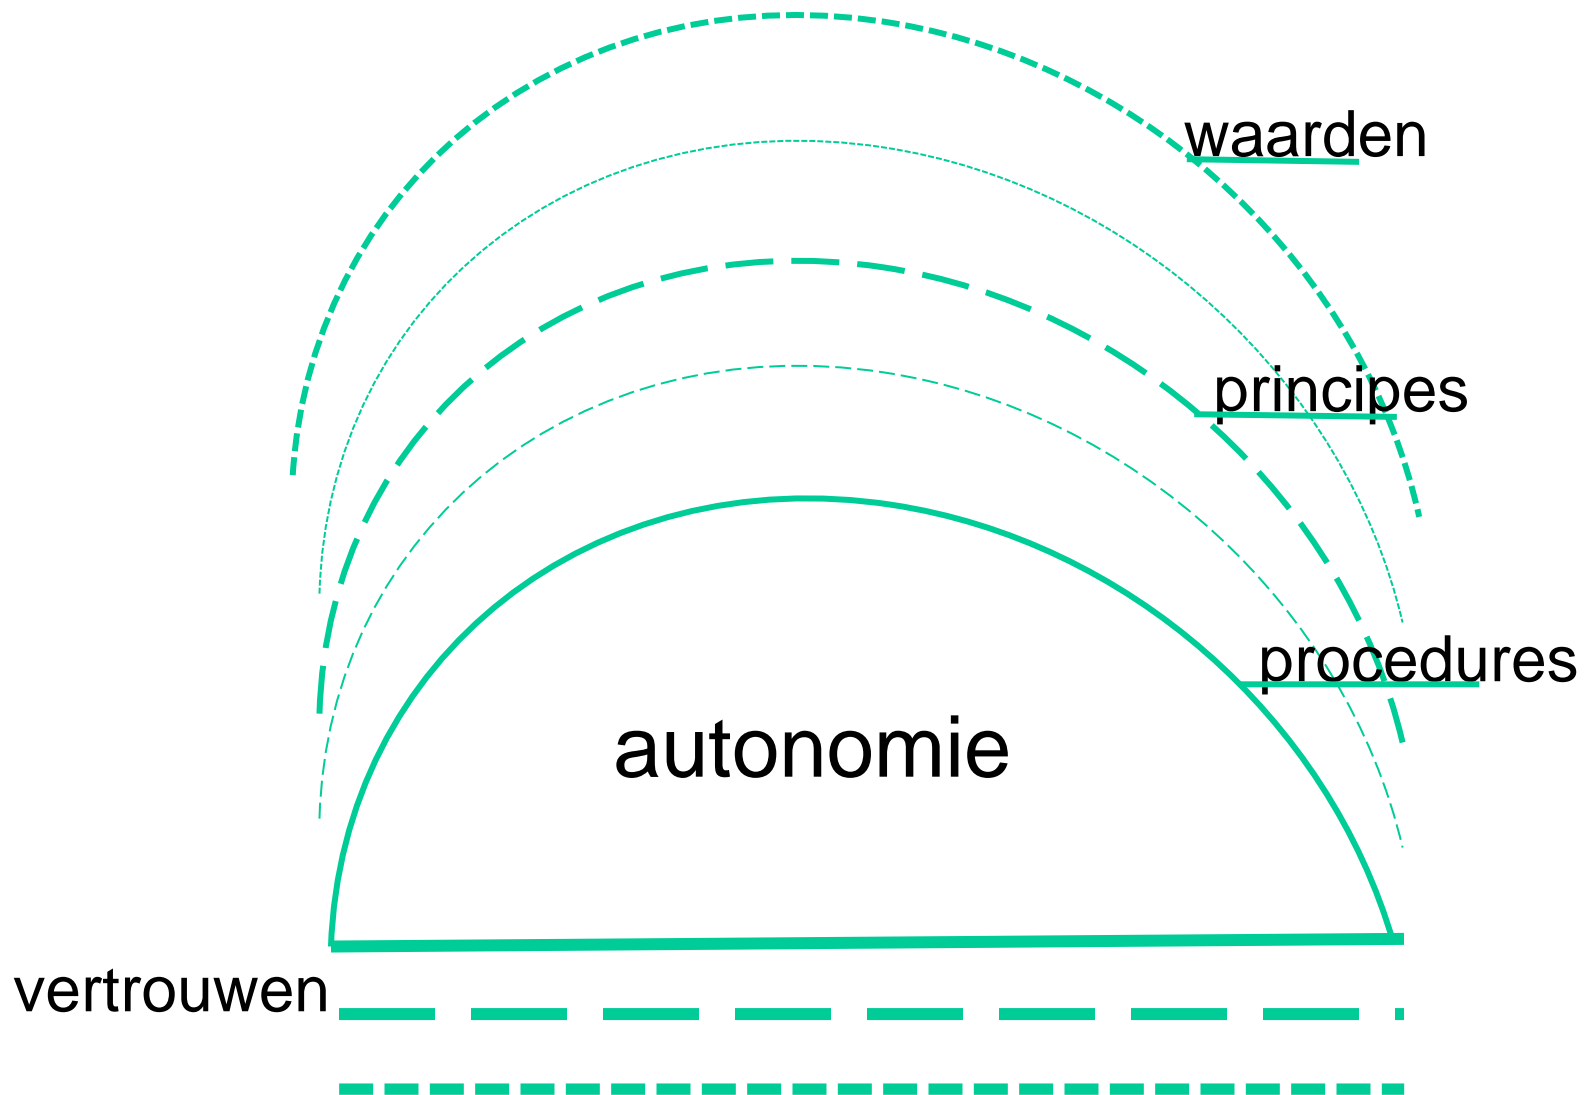 waarden
principes
procedures
autonomie
vertrouwen